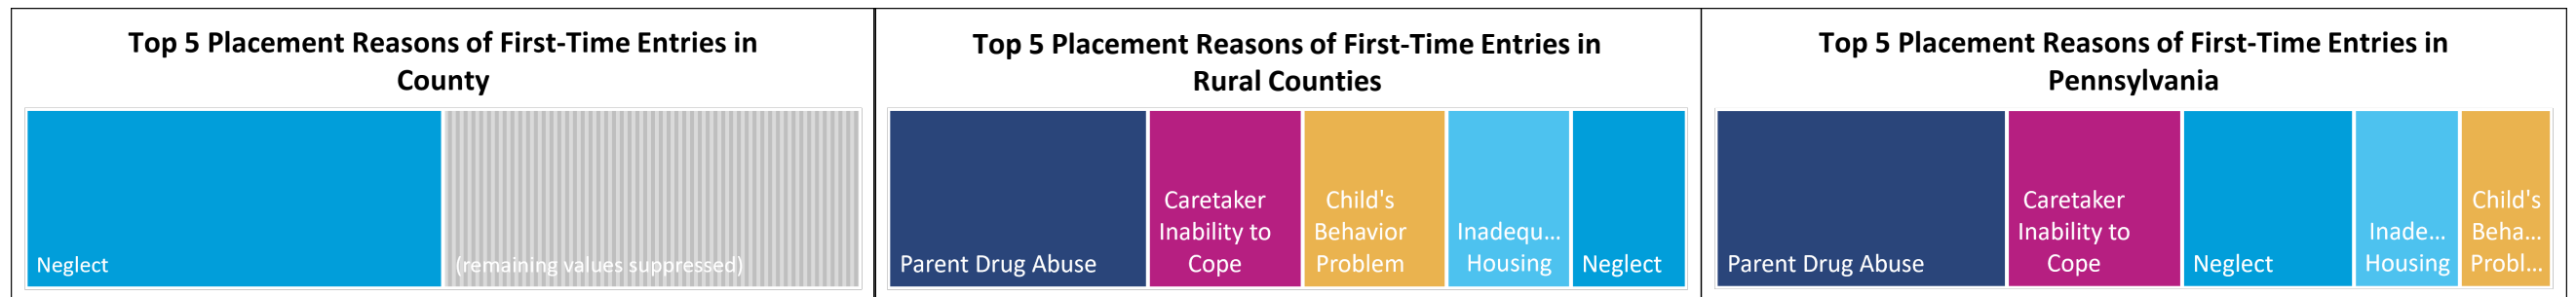 Top 5 Placement Reasons of First-Time Entries in
County
Neglect
(remaining values suppressed)
Top 5 Placement Reasons of First-Time Entries in
Rural Counties
Parent Drug Abuse
Caretaker
Inability to
Cope
Child's
Behavior
Problem
Inadequ...
Housing
Neglect
Top 5 Placement Reasons of First-Time Entries in
Pennsylvania
Parent Drug Abuse
Caretaker
Inability to
Cope
Neglect
Inade...
Housing
Child's
Beha...
Probl...